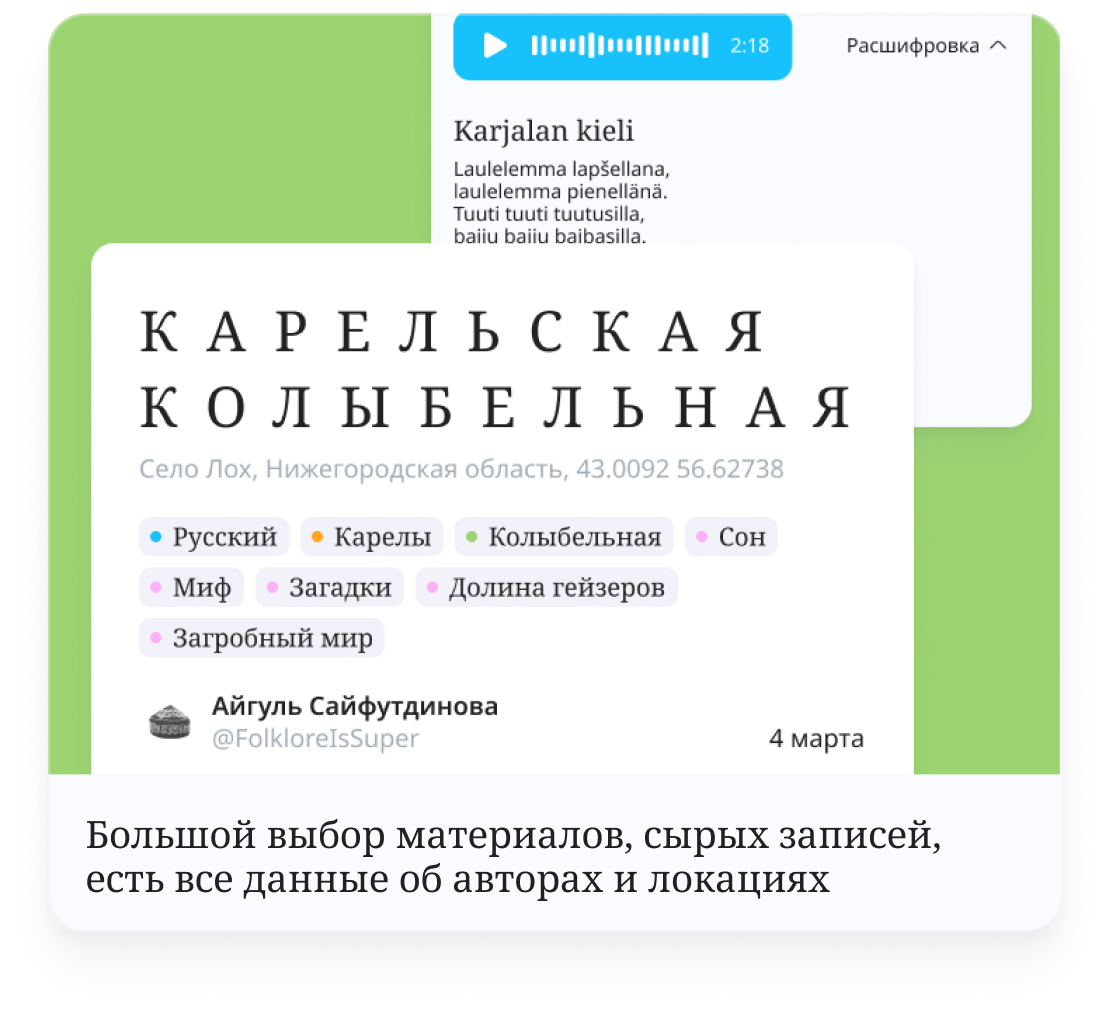 2:18 Расшифровка
Karjalan kieli
Laulelemma lapšellana,
laulelemma pienellänä.
Tuuti tuuti tuutusilla,
baiju baiju baibasilla.
КАРЕЛЬСКАЯ
КОЛЫБЕЛЬНАЯ
Село Лох, Нижегородская область, 43.0092 56.62738
Русский Карелы Колыбельная Сон
Миф Загадки Долина гейзеров
Загробный мир
Айгуль Сайфутдинова
@FolkloreIsSuper 4 марта
Большой выбор материалов, сырых записей,
есть все данные об авторах и локациях